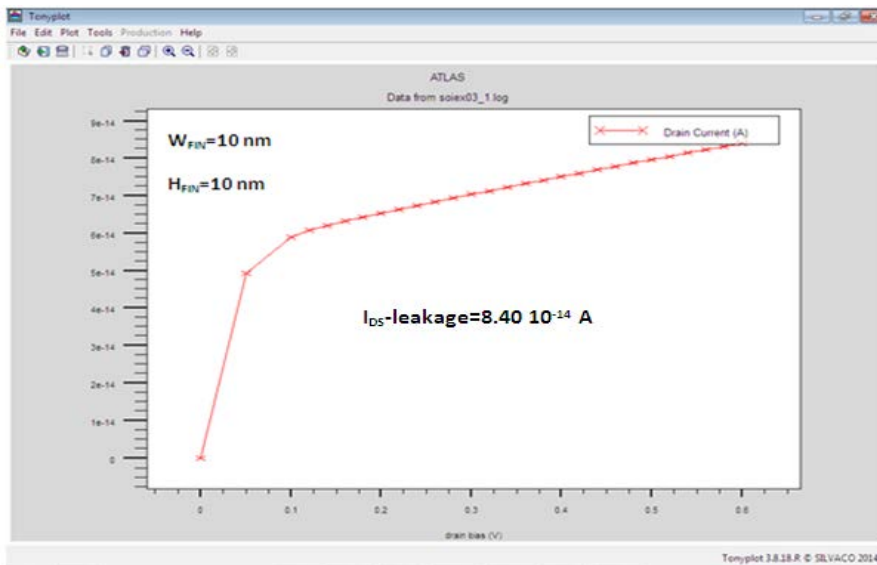 Tonyplot
File Edit Plot Tools Production Help
ATLAS
Data from soiex03_1.log
Drain Current (A)
W_FIN=10 nm
H_FIN=10 nm
I_DS-leakage=8.40 10^-14 A
9e-14
8e-14
7e-14
6e-14
5e-14
4e-14
3e-14
2e-14
1e-14
0
0 0.1 0.2 0.3 0.4 0.5 0.6
drain bias (V)
Tonyplot 3.8.18.R © SILVACO 2014